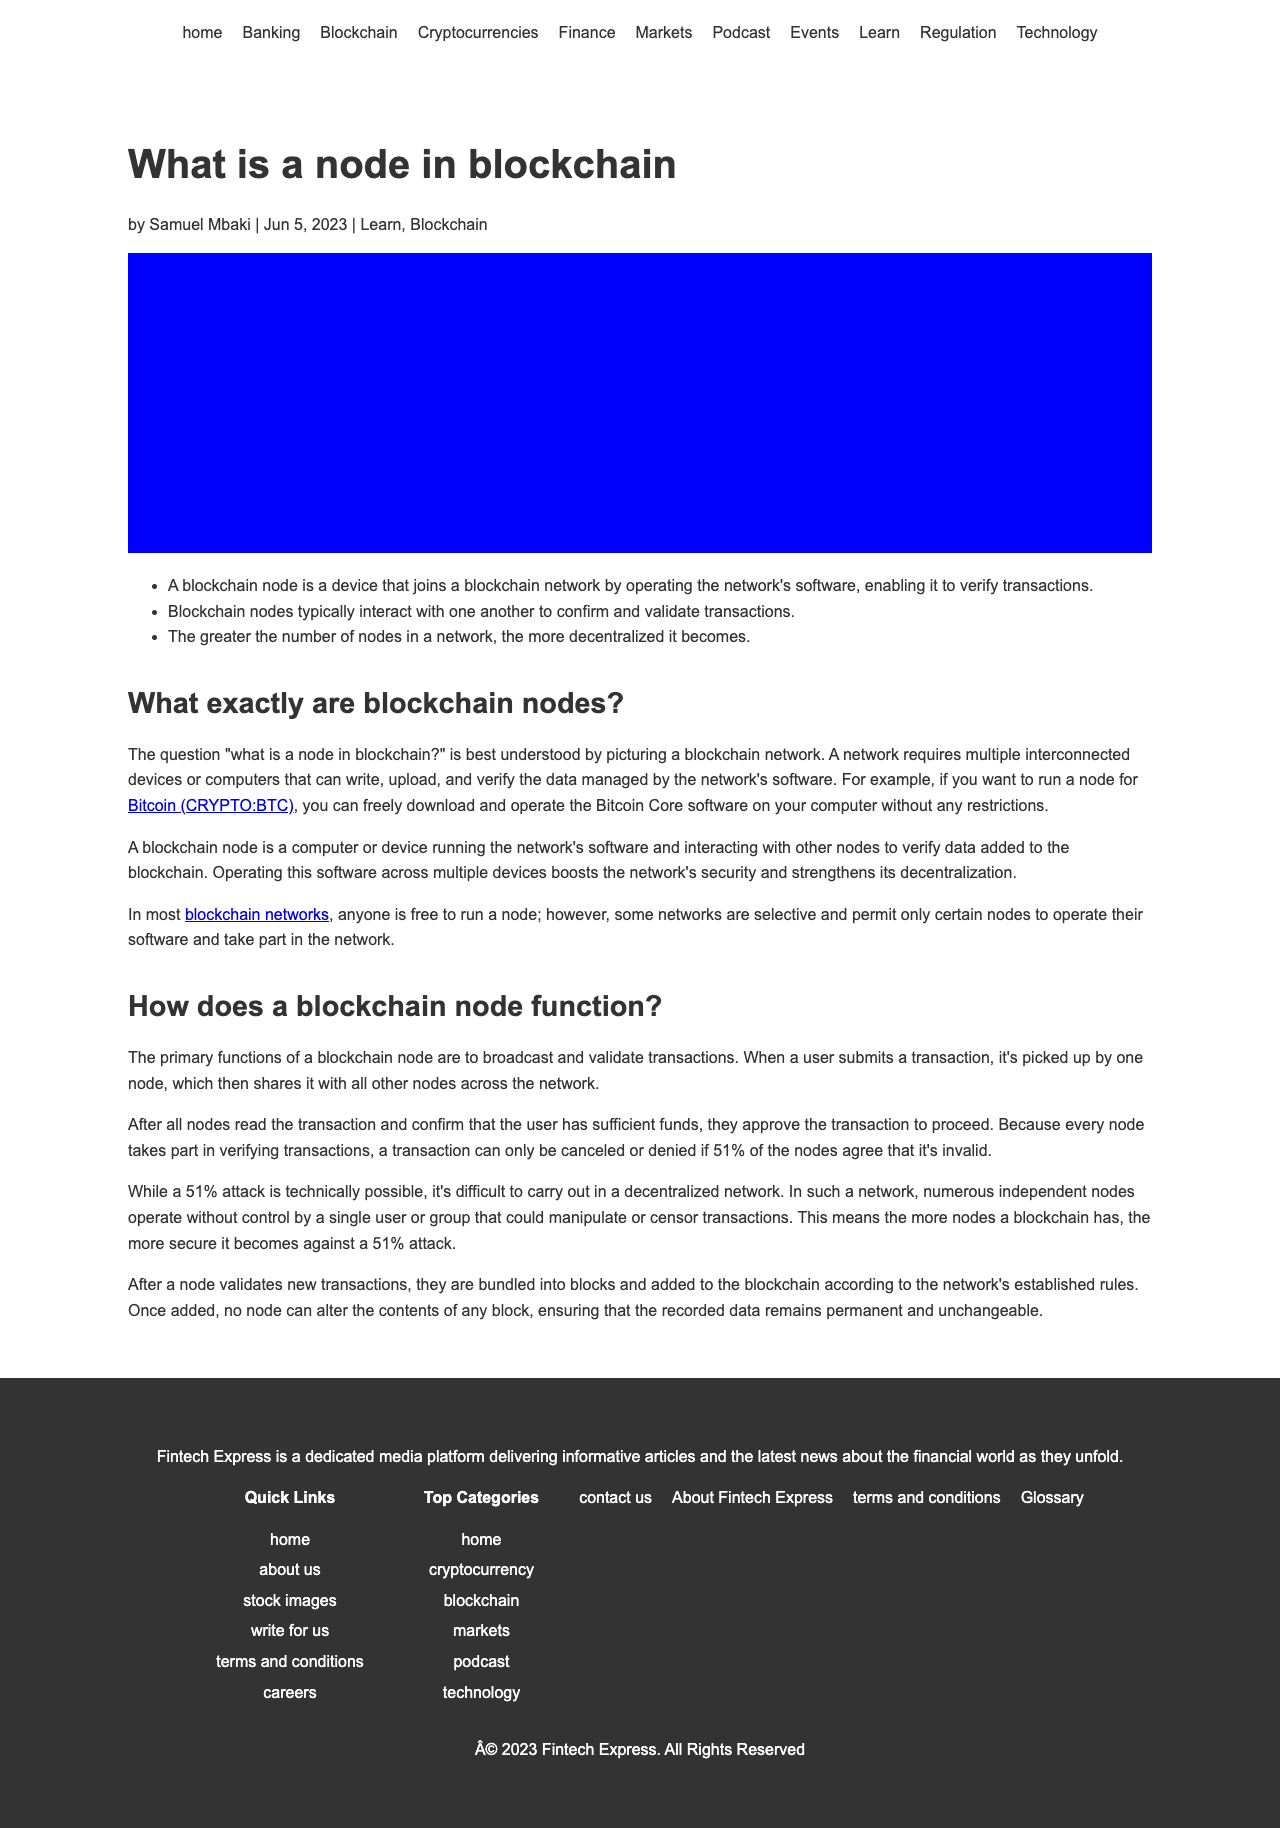 home Banking Blockchain Cryptocurrencies Finance Markets Podcast Events Learn Regulation Technology
What is a node in blockchain
by Samuel Mbaki | Jun 5, 2023 | Learn, Blockchain
• A blockchain node is a device that joins a blockchain network by operating the network's software, enabling it to verify transactions.
• Blockchain nodes typically interact with one another to confirm and validate transactions.
• The greater the number of nodes in a network, the more decentralized it becomes.
What exactly are blockchain nodes?
The question "what is a node in blockchain?" is best understood by picturing a blockchain network. A network requires multiple interconnected
devices or computers that can write, upload, and verify the data managed by the network's software. For example, if you want to run a node for
Bitcoin (CRYPTO:BTC), you can freely download and operate the Bitcoin Core software on your computer without any restrictions.
A blockchain node is a computer or device running the network's software and interacting with other nodes to verify data added to the
blockchain. Operating this software across multiple devices boosts the network's security and strengthens its decentralization.
In most blockchain networks, anyone is free to run a node; however, some networks are selective and permit only certain nodes to operate their
software and take part in the network.
How does a blockchain node function?
The primary functions of a blockchain node are to broadcast and validate transactions. When a user submits a transaction, it's picked up by one
node, which then shares it with all other nodes across the network.
After all nodes read the transaction and confirm that the user has sufficient funds, they approve the transaction to proceed. Because every node
takes part in verifying transactions, a transaction can only be canceled or denied if 51% of the nodes agree that it's invalid.
While a 51% attack is technically possible, it's difficult to carry out in a decentralized network. In such a network, numerous independent nodes
operate without control by a single user or group that could manipulate or censor transactions. This means the more nodes a blockchain has, the
more secure it becomes against a 51% attack.
After a node validates new transactions, they are bundled into blocks and added to the blockchain according to the network's established rules.
Once added, no node can alter the contents of any block, ensuring that the recorded data remains permanent and unchangeable.
Fintech Express is a dedicated media platform delivering informative articles and the latest news about the financial world as they unfold.
Quick Links
home
about us
stock images
write for us
terms and conditions
careers
Top Categories
home
cryptocurrency
blockchain
markets
podcast
technology
contact us About Fintech Express terms and conditions Glossary
Â© 2023 Fintech Express. All Rights Reserved